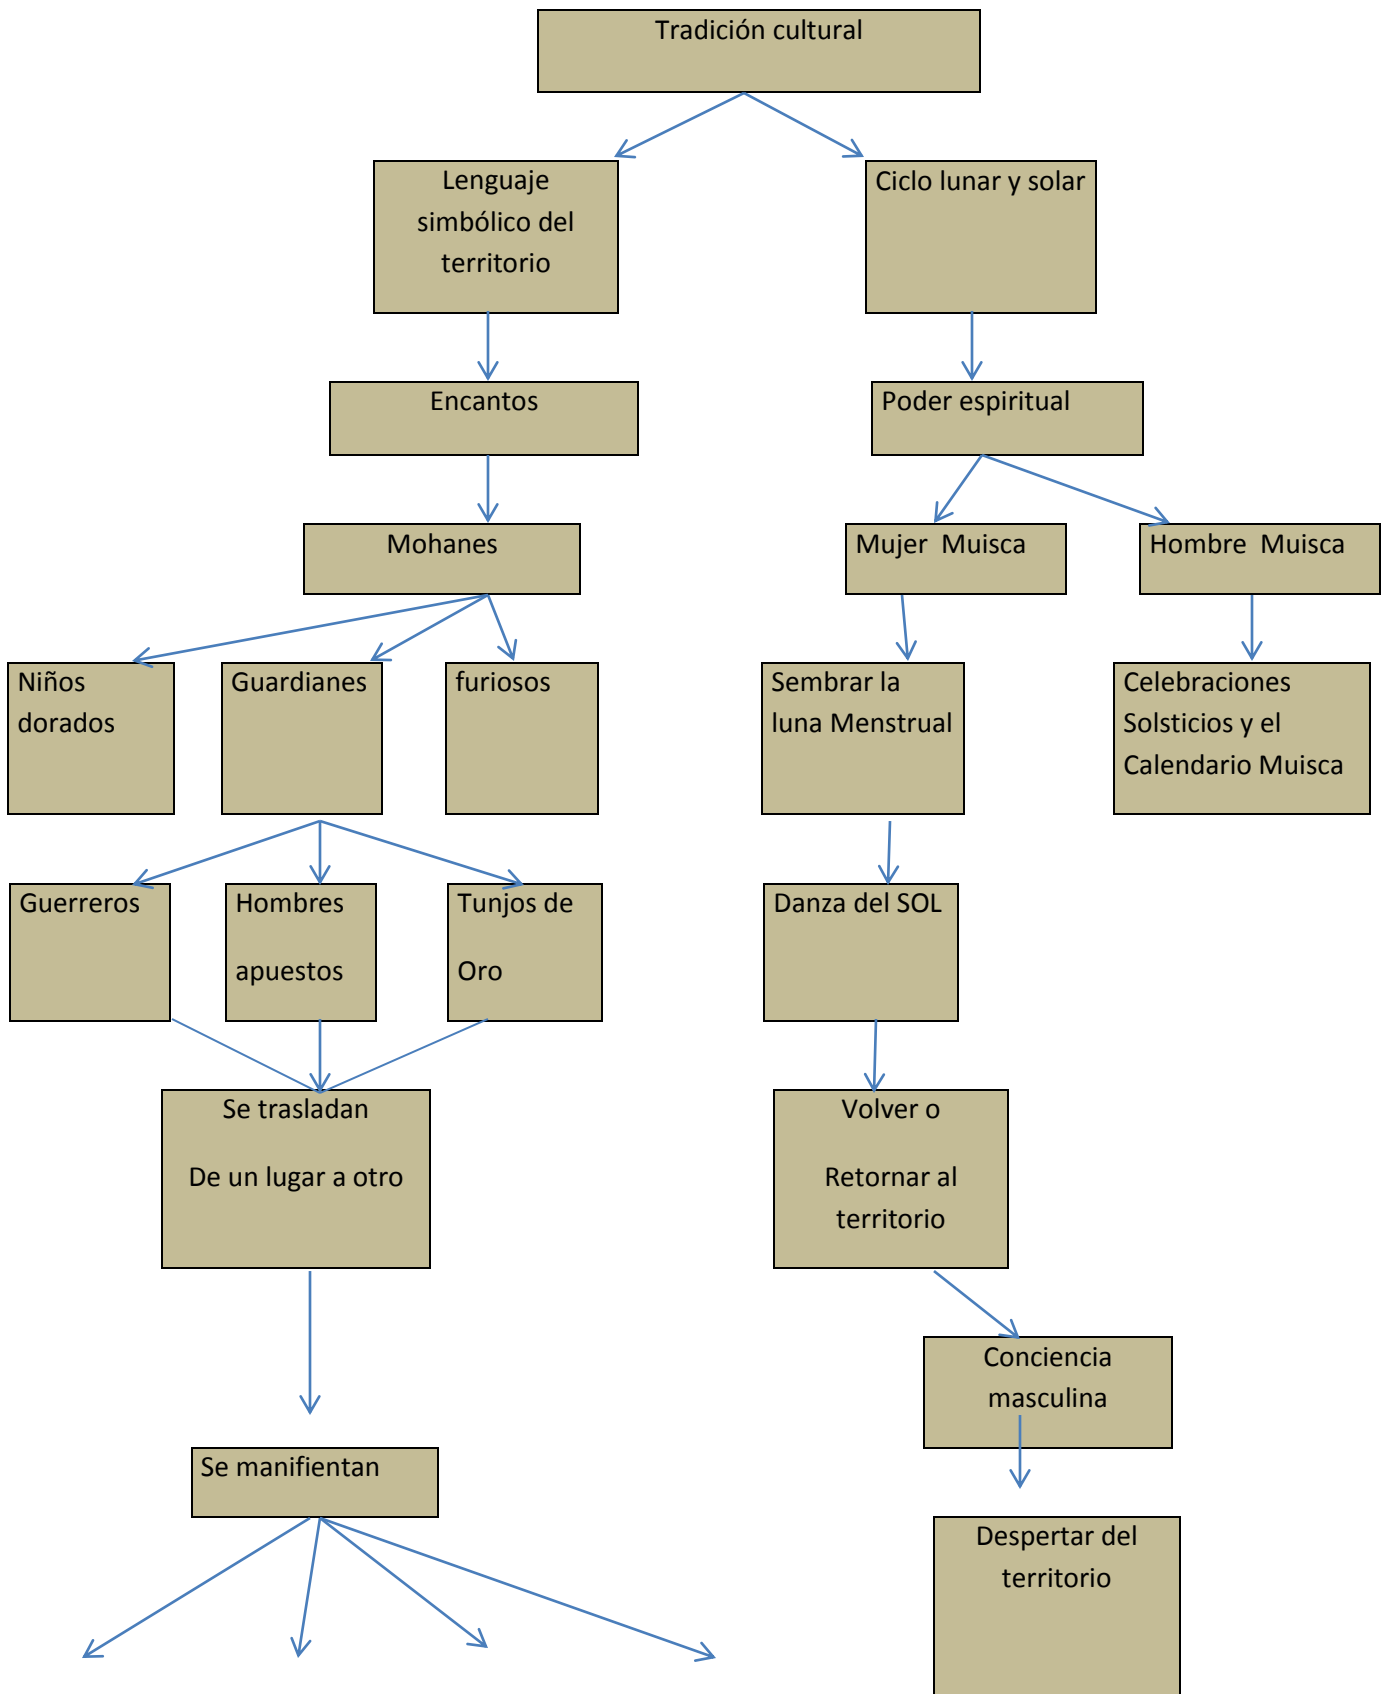 Tradición cultural
Lenguaje
simbólico del
territorio
Ciclo lunar y solar
Encantos
Poder espiritual
Mohanes
Mujer  Muisca
Hombre  Muisca
Niños
dorados
Guardianes
furiosos
Sembrar la
luna Menstrual
Celebraciones
Solsticios y el
Calendario Muisca
Guerreros
Hombres
apuestos
Tunjos de
Oro
Danza del SOL
Se trasladan
De un lugar a otro
Volver o
Retornar al
territorio
Conciencia
masculina
Se manifientan
Despertar del
territorio